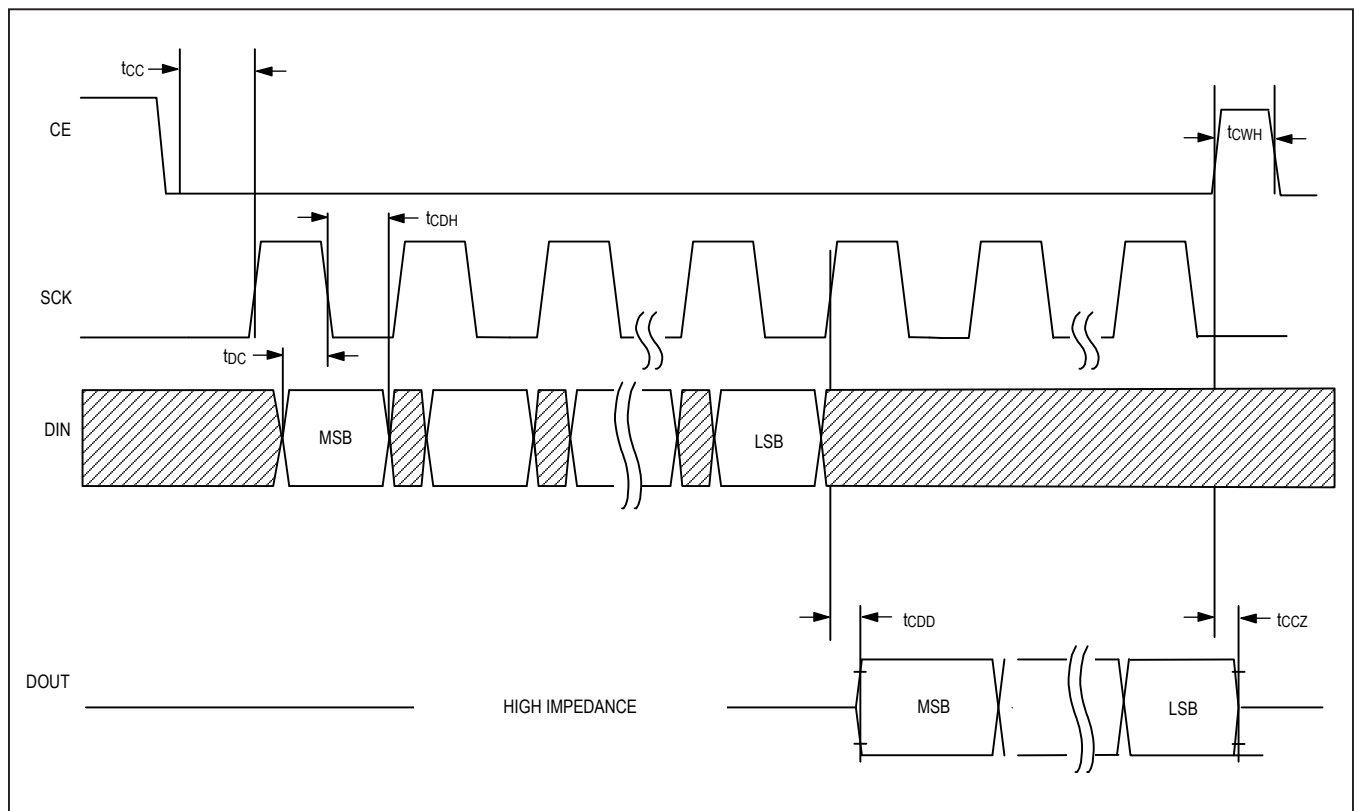 tCC
CE
tCWH
tCDH
SCK
tDC
DIN
MSB
LSB
tCDD
tCCZ
DOUT
HIGH IMPEDANCE
MSB
LSB